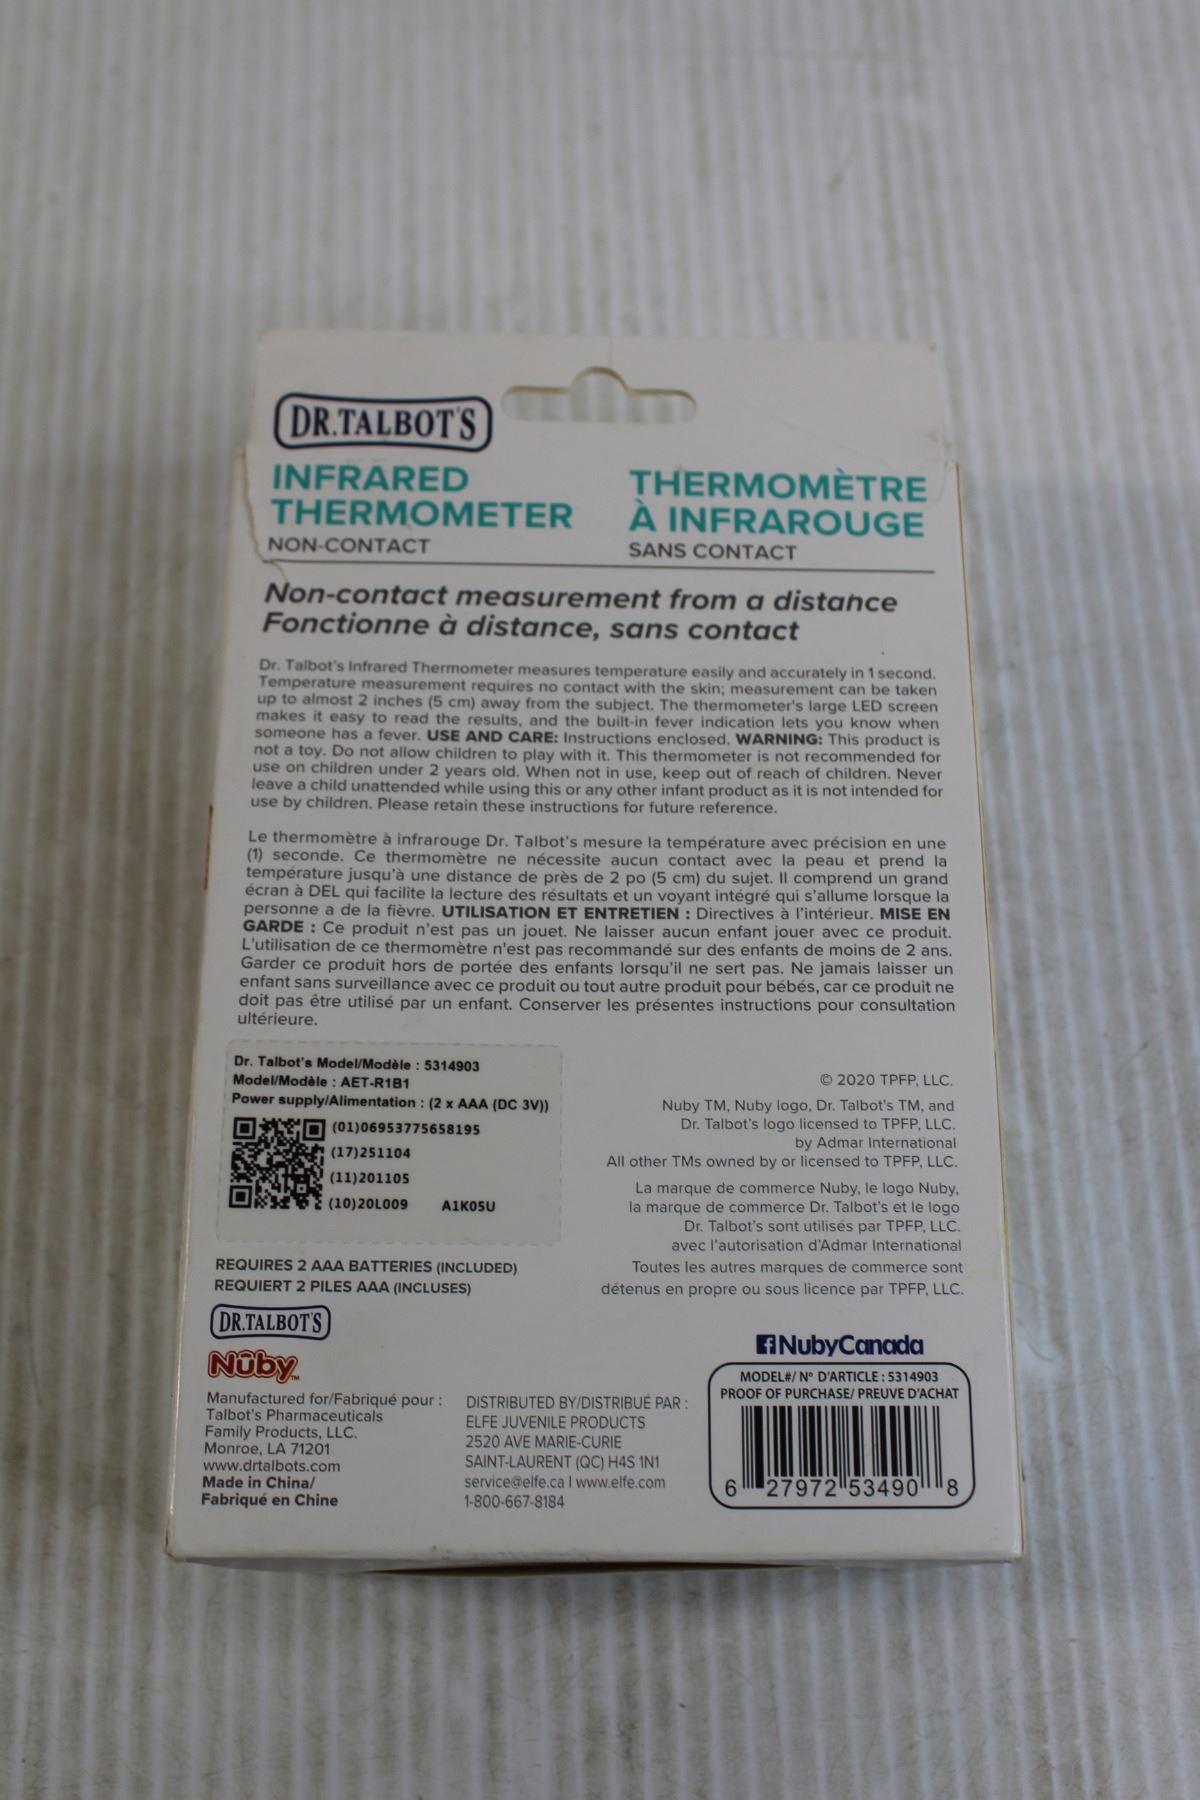 DR.TALBOT'S
INFRARED
THERMOMETER
NON-CONTACT
THERMOMÈTRE
À INFRAROUGE
SANS CONTACT
Non-contact measurement from a distance
Fonctionne à distance, sans contact
Dr. Talbot's Infrared Thermometer measures temperature easily and accurately in 1 second.
Temperature measurement requires no contact with the skin; measurement can be taken
up to almost 2 inches (5 cm) away from the subject. The thermometer's large LED screen
makes it easy to read the results, and the built-in fever indication lets you know when
someone has a fever. USE AND CARE: Instructions enclosed. WARNING: This product is
not a toy. Do not allow children to play with it. This thermometer is not recommended for
use on children under 2 years old. When not in use, keep out of reach of children. Never
leave a child unattended while using this or any other infant product as it is not intended for
use by children. Please retain these instructions for future reference.
Le thermomètre à infrarouge Dr. Talbot's mesure la température avec précision en une
(1) seconde. Ce thermomètre ne nécessite aucun contact avec la peau et prend la
température jusqu'à une distance de près de 2 po (5 cm) du sujet. Il comprend un grand
écran à DEL qui facilite la lecture des résultats et un voyant intégré qui s'allume lorsque la
personne a de la fièvre. UTILISATION ET ENTRETIEN : Directives à l'intérieur. MISE EN
GARDE : Ce produit n'est pas un jouet. Ne laisser aucun enfant jouer avec ce produit.
L'utilisation de ce thermomètre n'est pas recommandé sur des enfants de moins de 2 ans.
Garder ce produit hors de portée des enfants lorsqu'il ne sert pas. Ne jamais laisser un
enfant sans surveillance avec ce produit ou tout autre produit pour bébés, car ce produit ne
doit pas être utilisé par un enfant. Conserver les présentes instructions pour consultation
ultérieure.
Dr. Talbot's Model/Modèle : 5314903
Model/Modèle : AET-R1B1
Power supply/Alimentation : (2 x AAA (DC 3V))
(01)06953775658195
(17)251104
(11)201105
(10)20L009 A1K05U
© 2020 TPFP, LLC.
Nuby TM, Nuby logo, Dr. Talbot's TM, and
Dr. Talbot's logo licensed to TPFP, LLC.
by Admar International
All other TMs owned by or licensed to TPFP, LLC.
La marque de commerce Nuby, le logo Nuby,
la marque de commerce Dr. Talbot's et le logo
Dr. Talbot's sont utilisés par TPFP, LLC.
avec l'autorisation d'Admar International
Toutes les autres marques de commerce sont
détenus en propre ou sous licence par TPFP, LLC.
REQUIRES 2 AAA BATTERIES (INCLUDED)
REQUIERT 2 PILES AAA (INCLUSES)
DR.TALBOT'S
Nûby™
Manufactured for/Fabriqué pour :
Talbot's Pharmaceuticals
Family Products, LLC.
Monroe, LA 71201
www.drtalbots.com
Made in China/
Fabriqué en Chine
DISTRIBUTED BY/DISTRIBUÉ PAR :
ELFE JUVENILE PRODUCTS
2520 AVE MARIE-CURIE
SAINT-LAURENT (QC) H4S 1N1
service@elfe.ca I www.elfe.com
1-800-667-8184
f NubyCanada
MODEL#/ Nº D'ARTICLE : 5314903
PROOF OF PURCHASE/ PREUVE D'ACHAT
6 27972 53490 8